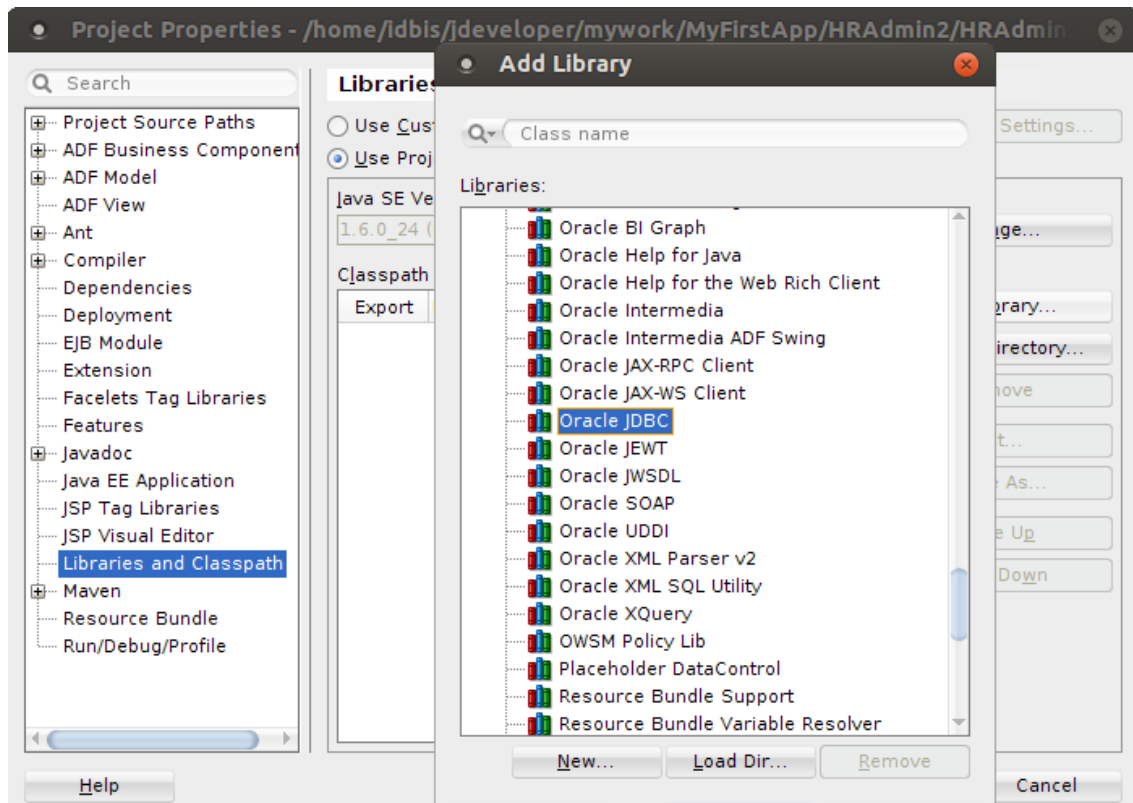 Project Properties - /home/idbis/jdeveloper/mywork/MyFirstApp/HRAdmin2/HRAdmin
Search
Project Source Paths
ADF Business Component
ADF Model
ADF View
Ant
Compiler
Dependencies
Deployment
EJB Module
Extension
Facelets Tag Libraries
Features
Javadoc
Java EE Application
JSP Tag Libraries
JSP Visual Editor
Libraries and Classpath
Maven
Resource Bundle
Run/Debug/Profile
Help
Libraries
Use Cus
Use Proj
Java SE Ve
1.6.0_24 (
Classpath
Export
Add Library
Class name
Libraries:
Oracle BI Graph
Oracle Help for Java
Oracle Help for the Web Rich Client
Oracle Intermedia
Oracle Intermedia ADF Swing
Oracle JAX-RPC Client
Oracle JAX-WS Client
Oracle JDBC
Oracle JEWT
Oracle JWSDL
Oracle SOAP
Oracle UDDI
Oracle XML Parser v2
Oracle XML SQL Utility
Oracle XQuery
OWSM Policy Lib
Placeholder DataControl
Resource Bundle Support
Resource Bundle Variable Resolver
New... Load Dir... Remove
Settings...
nge...
brary...
irectory...
ove
t...
As...
e Up
Down
Cancel